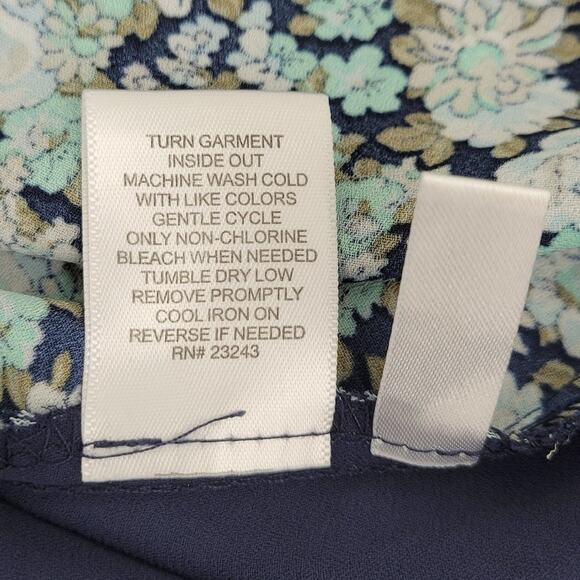 TURN GARMENT
INSIDE OUT
MACHINE WASH COLD
WITH LIKE COLORS
GENTLE CYCLE
ONLY NON-CHLORINE
BLEACH WHEN NEEDED
TUMBLE DRY LOW
REMOVE PROMPTLY
COOL IRON ON
REVERSE IF NEEDED
RN# 23243